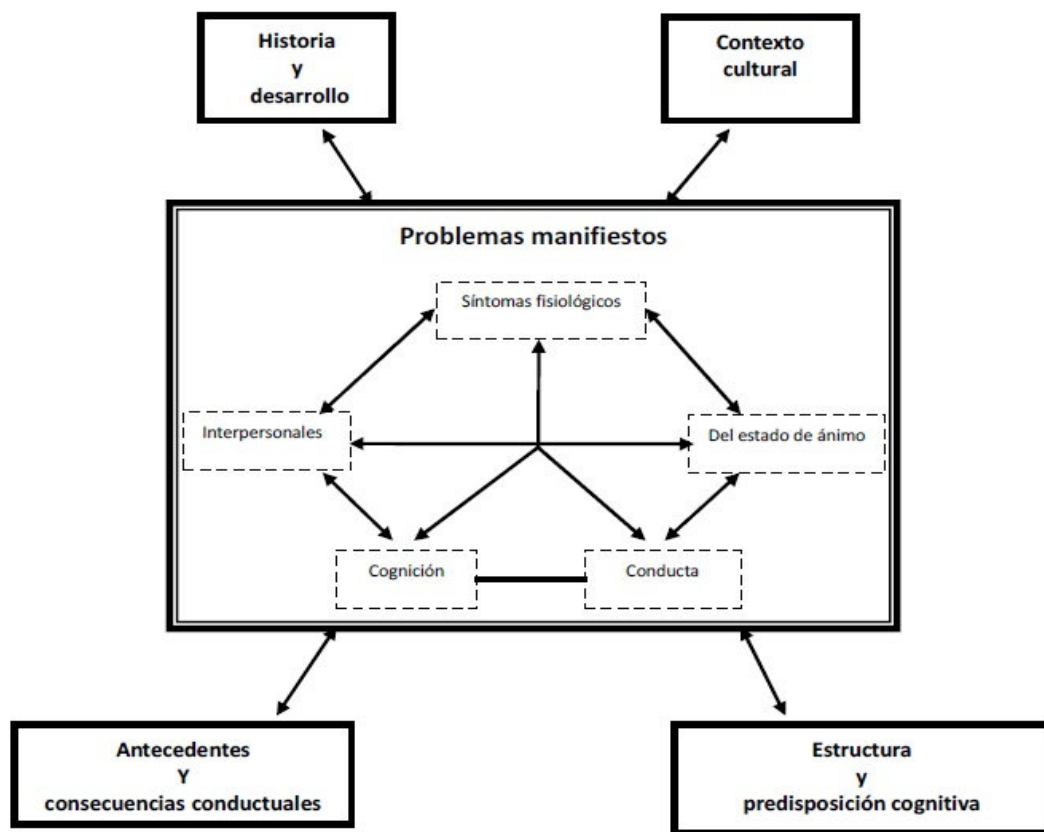 Historia
y
desarrollo
Contexto
cultural
Problemas manifiestos
Síntomas fisiológicos
Interpersonales
Del estado de ánimo
Cognición
Conducta
Antecedentes
Y
consecuencias conductuales
Estructura
y
predisposición cognitiva